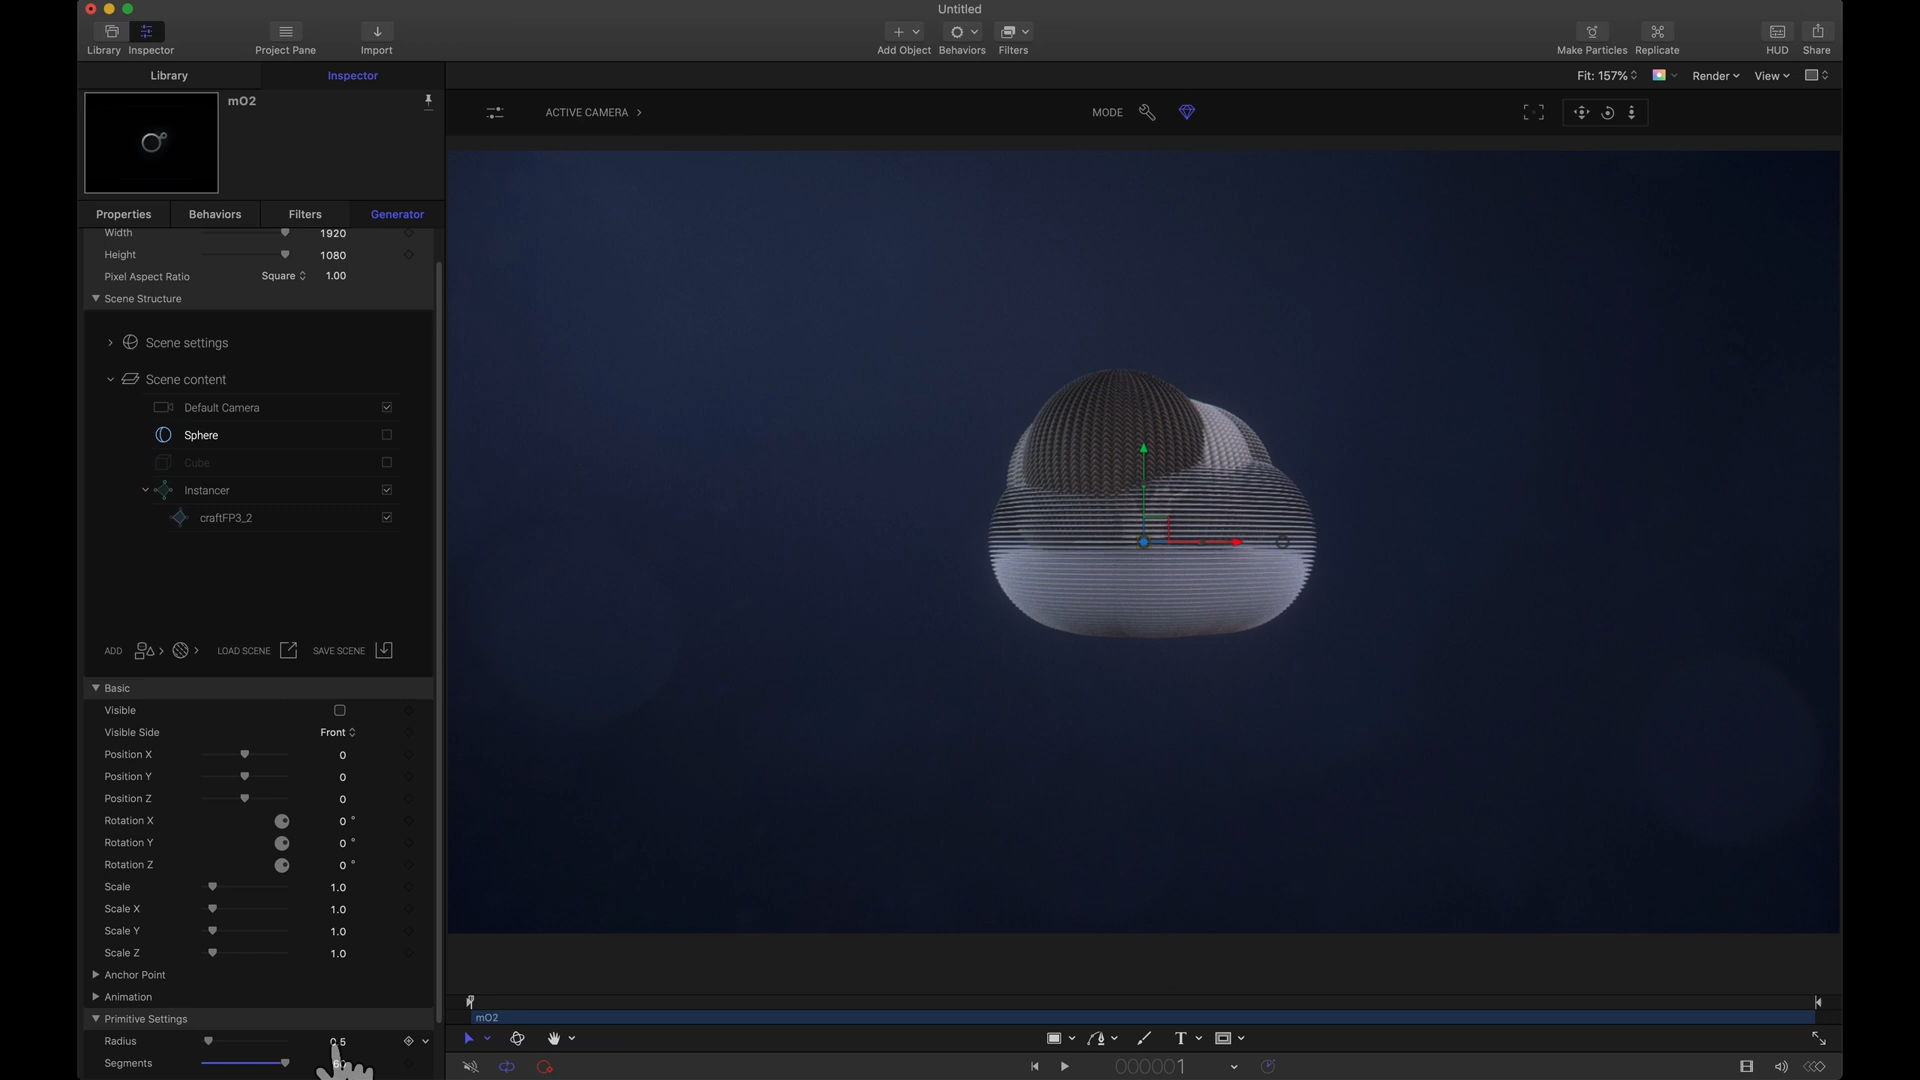 Untitled
Library
Inspector
Project Pane
Import
Add Object
Behaviors
Filters
Make Particles
Replicate
HUD
Share
Library
Inspector
Fit: 157%
Render
View
mO2
ACTIVE CAMERA
MODE
Properties
Behaviors
Filters
Generator
Width 1920
Height 1080
Pixel Aspect Ratio Square 1.00
Scene Structure
Scene settings
Scene content
Default Camera
Sphere
Cube
Instancer
craftFP3_2
ADD
LOAD SCENE
SAVE SCENE
Basic
Visible
Visible Side Front
Position X 0
Position Y 0
Position Z 0
Rotation X 0 °
Rotation Y 0 °
Rotation Z 0 °
Scale 1.0
Scale X 1.0
Scale Y 1.0
Scale Z 1.0
Anchor Point
Animation
Primitive Settings
Radius 0.5
Segments
mO2
T
000001